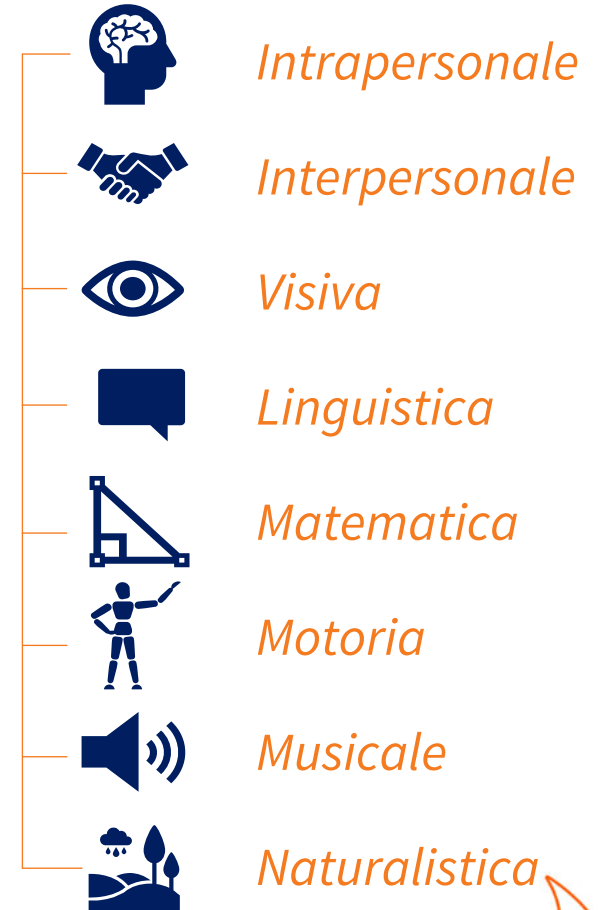 Intrapersonale
Interpersonale
Visiva
Linguistica
Matematica
Motoria
Musicale
Naturalistica